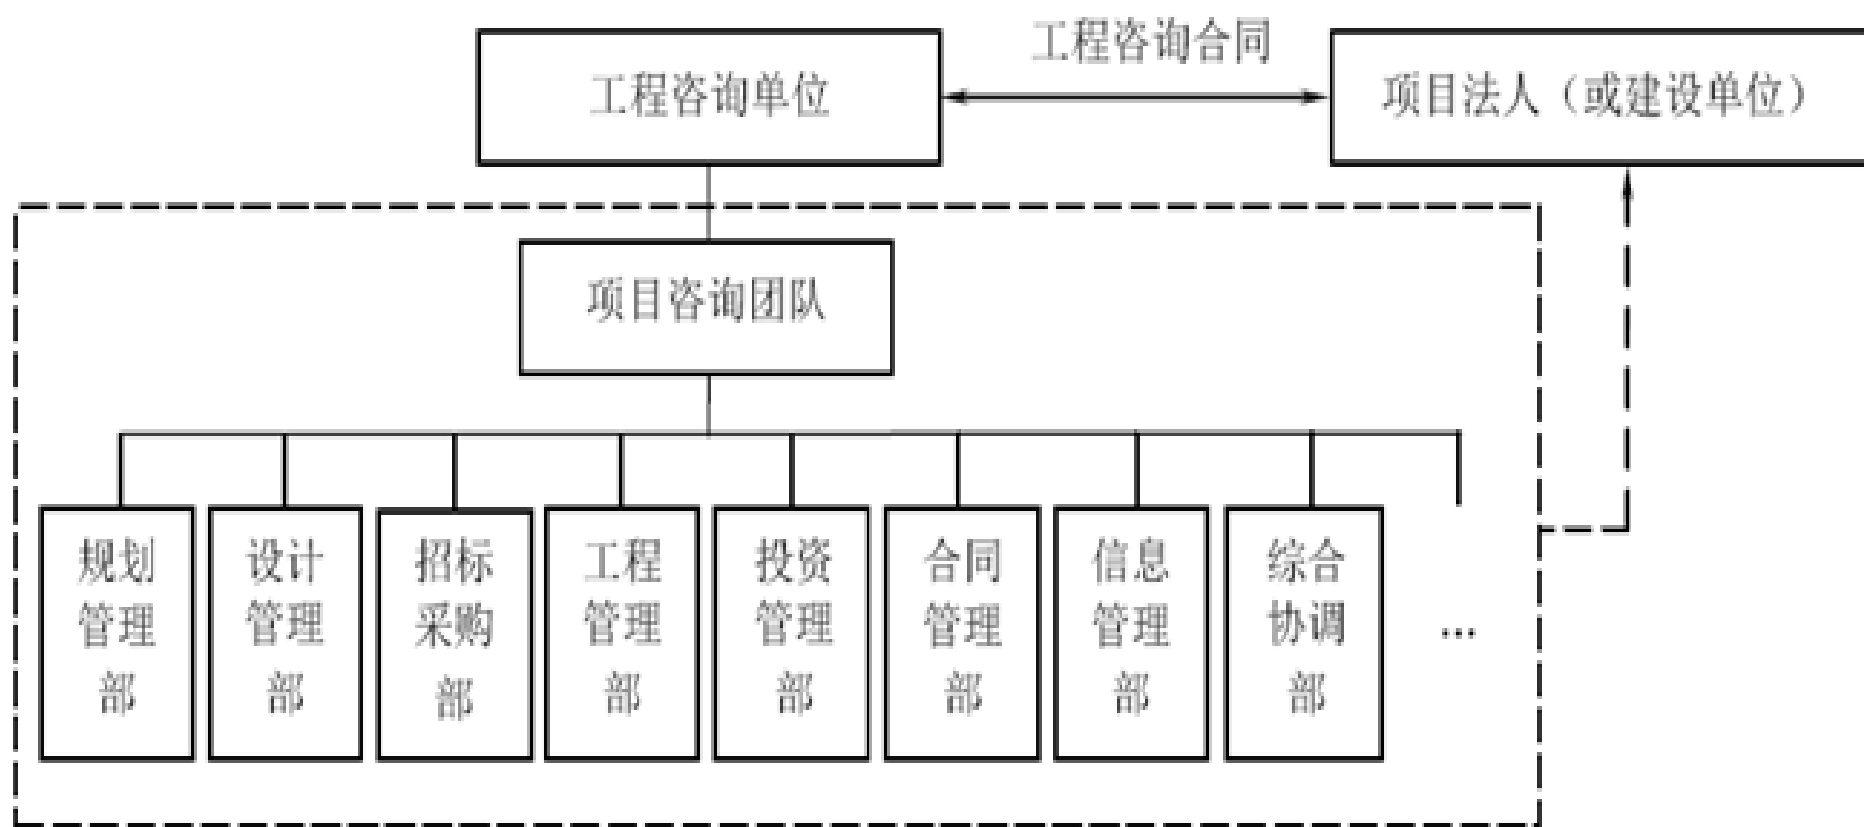 工程咨询合同
工程咨询单位
项目法人（或建设单位）
项目咨询团队
规划
管理
部
设计
管理
部
招标
采购
部
工程
管理
部
投资
管理
部
合同
管理
部
信息
管理
部
综合
协调
部
…